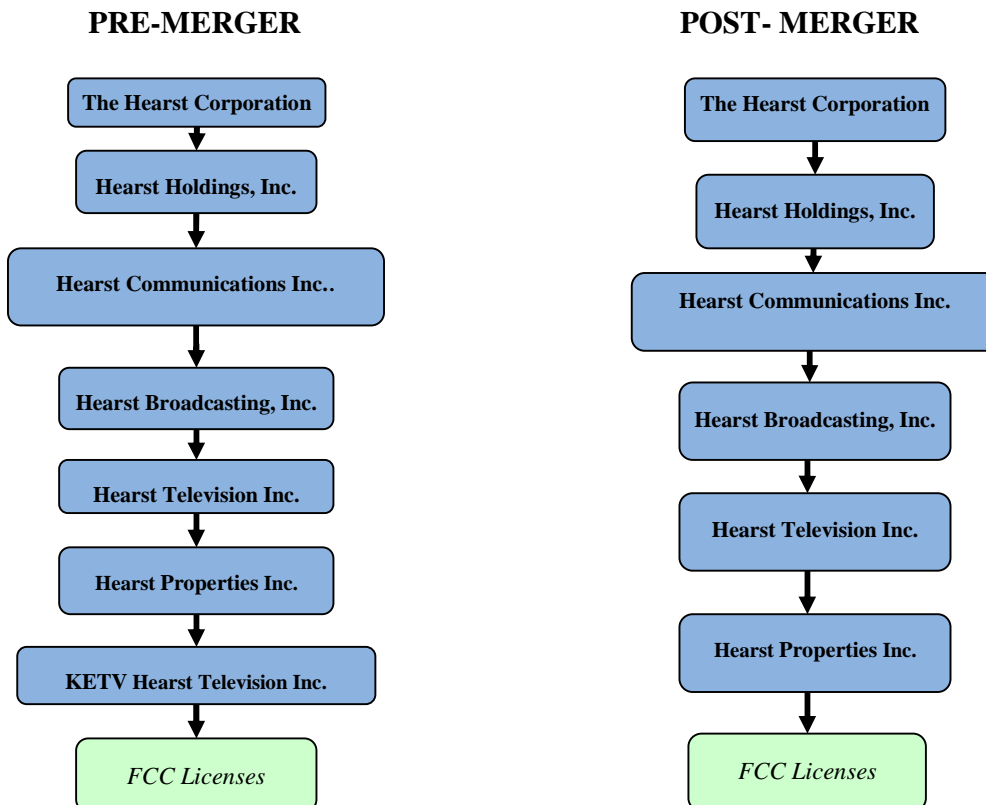 PRE-MERGER
The Hearst Corporation
Hearst Holdings, Inc.
Hearst Communications Inc..
Hearst Broadcasting, Inc.
Hearst Television Inc.
Hearst Properties Inc.
KETV Hearst Television Inc.
FCC Licenses
POST- MERGER
The Hearst Corporation
Hearst Holdings, Inc.
Hearst Communications Inc.
Hearst Broadcasting, Inc.
Hearst Television Inc.
Hearst Properties Inc.
FCC Licenses